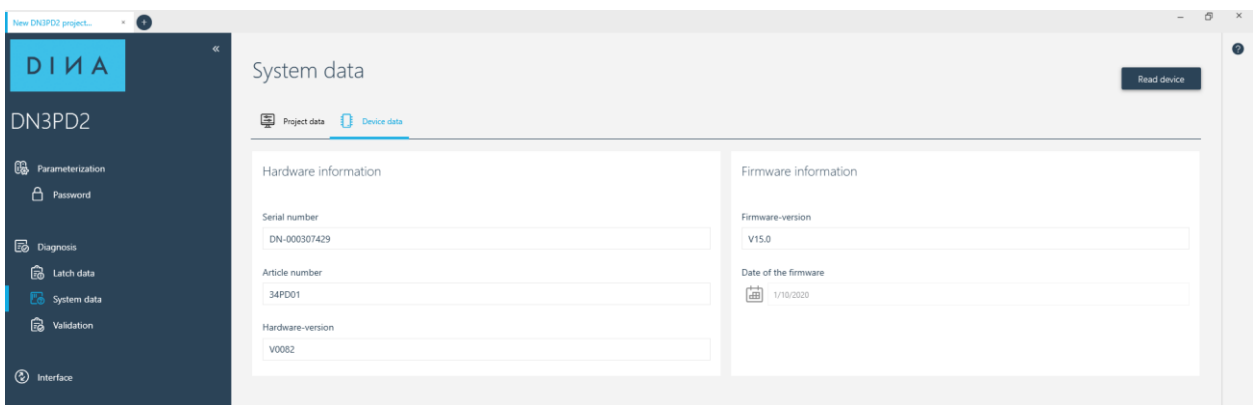 New DN3PD2 project...
DINA
DN3PD2
Parameterization
Password
Diagnosis
Latch data
System data
Validation
Interface
System data
Read device
Project data Device data
Hardware information
Serial number
DN-000307429
Article number
34PD01
Hardware-version
V0082
Firmware information
Firmware-version
V15.0
Date of the firmware
1/10/2020